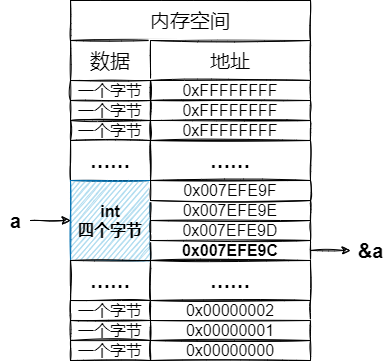 内存空间
数据 地址
一个字节 0xFFFFFFFF
一个字节 0xFFFFFFFF
一个字节 0xFFFFFFFF
...... ......
0x007EFE9F
int 0x007EFE9E
a 四个字节 0x007EFE9D
0x007EFE9C &a
...... ......
一个字节 0x00000002
一个字节 0x00000001
一个字节 0x00000000